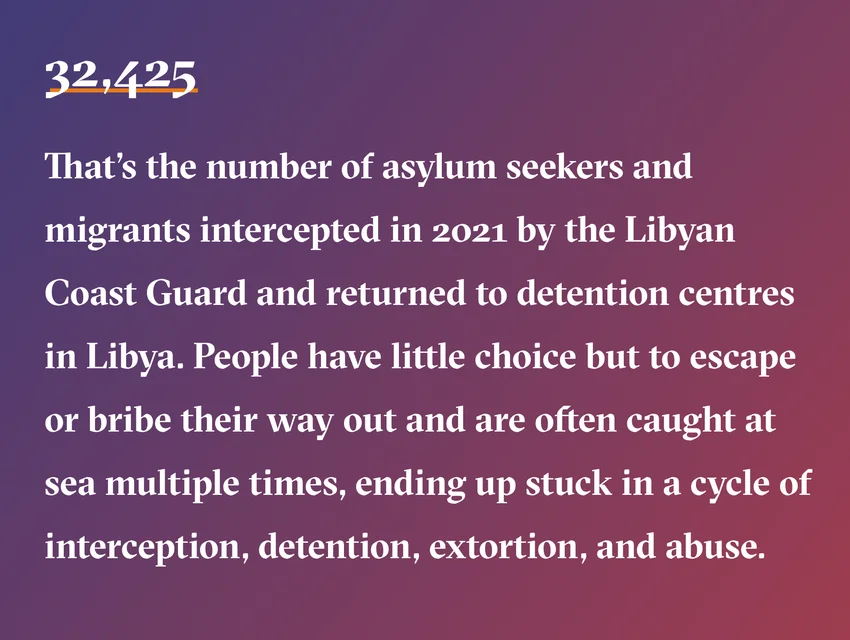 32,425
That’s the number of asylum seekers and
migrants intercepted in 2021 by the Libyan
Coast Guard and returned to detention centres
in Libya. People have little choice but to escape
or bribe their way out and are often caught at
sea multiple times, ending up stuck in a cycle of
interception, detention, extortion, and abuse.